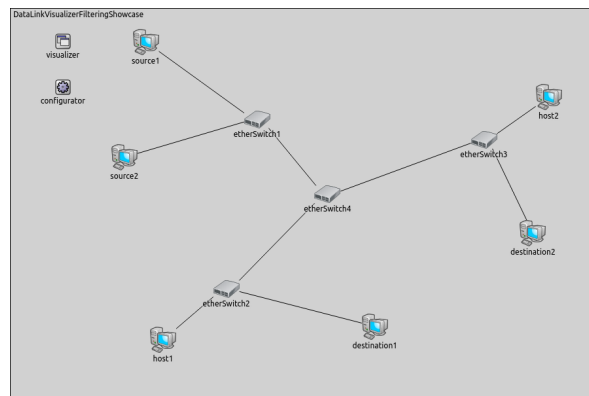 DataLinkVisualizerFilteringShowcase
visualizer
source1
configurator
host2
etherSwitch1
etherSwitch3
source2
etherSwitch4
destination2
etherSwitch2
destination1
host1